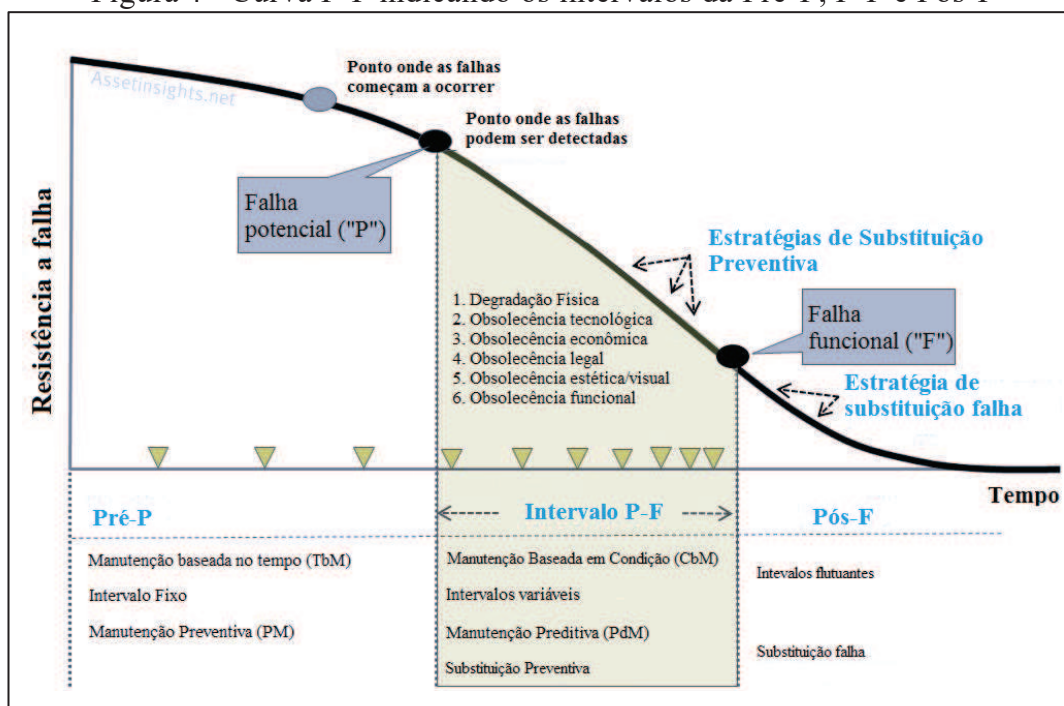 Assetinsights.net
Ponto onde as falhas
começam a ocorrer
Ponto onde as falhas
podem ser detectadas
Falha
potencial ("P")
Resistência a falha
Estratégias de Substituição
Preventiva
1. Degradação Física
2. Obsolecência tecnológica
3. Obsolecência econômica
4. Obsolecência legal
5. Obsolecência estética/visual
6. Obsolecência funcional
Falha
funcional ("F")
Estratégia de
substituição falha
Tempo
Pré-P
Intervalo P-F
Pós-F
Manutenção baseada no tempo (TbM)
Intervalo Fixo
Manutenção Preventiva (PM)
Manutenção Baseada em Condição (CbM)
Intervalos variáveis
Manutenção Preditiva (PdM)
Substituição Preventiva
Intevalos flutuantes
Substituição falha